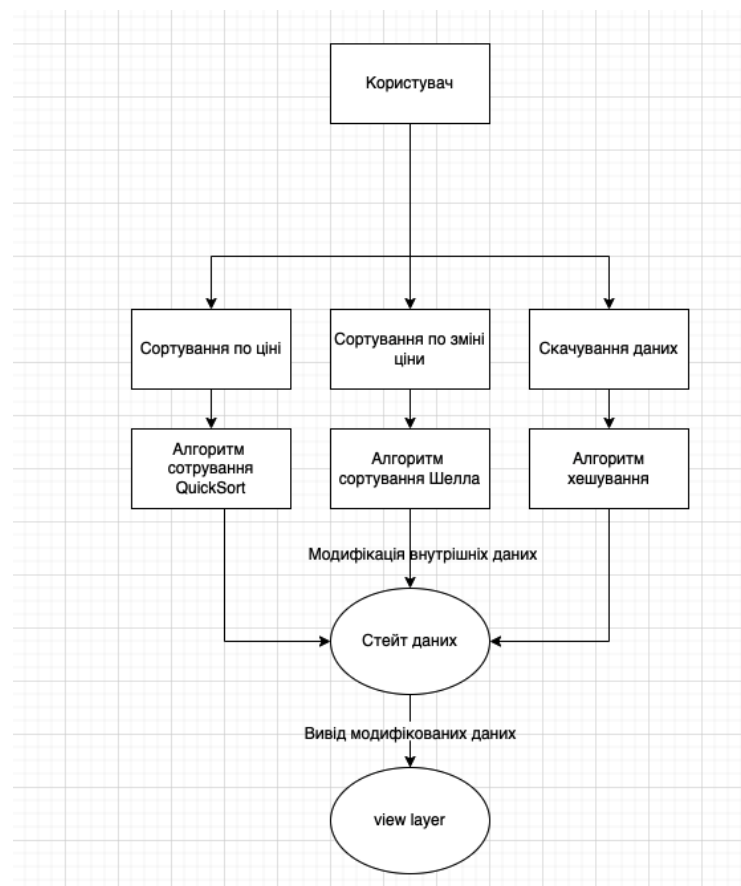 Користувач
Сортування по ціні
Сортування по зміні
ціни
Скачування даних
Алгоритм
сотрування
QuickSort
Алгоритм
сортування Шелла
Алгоритм
хешування
Модифікація внутрішніх даних
Стейт даних
Вивід модифікованих даних
view layer